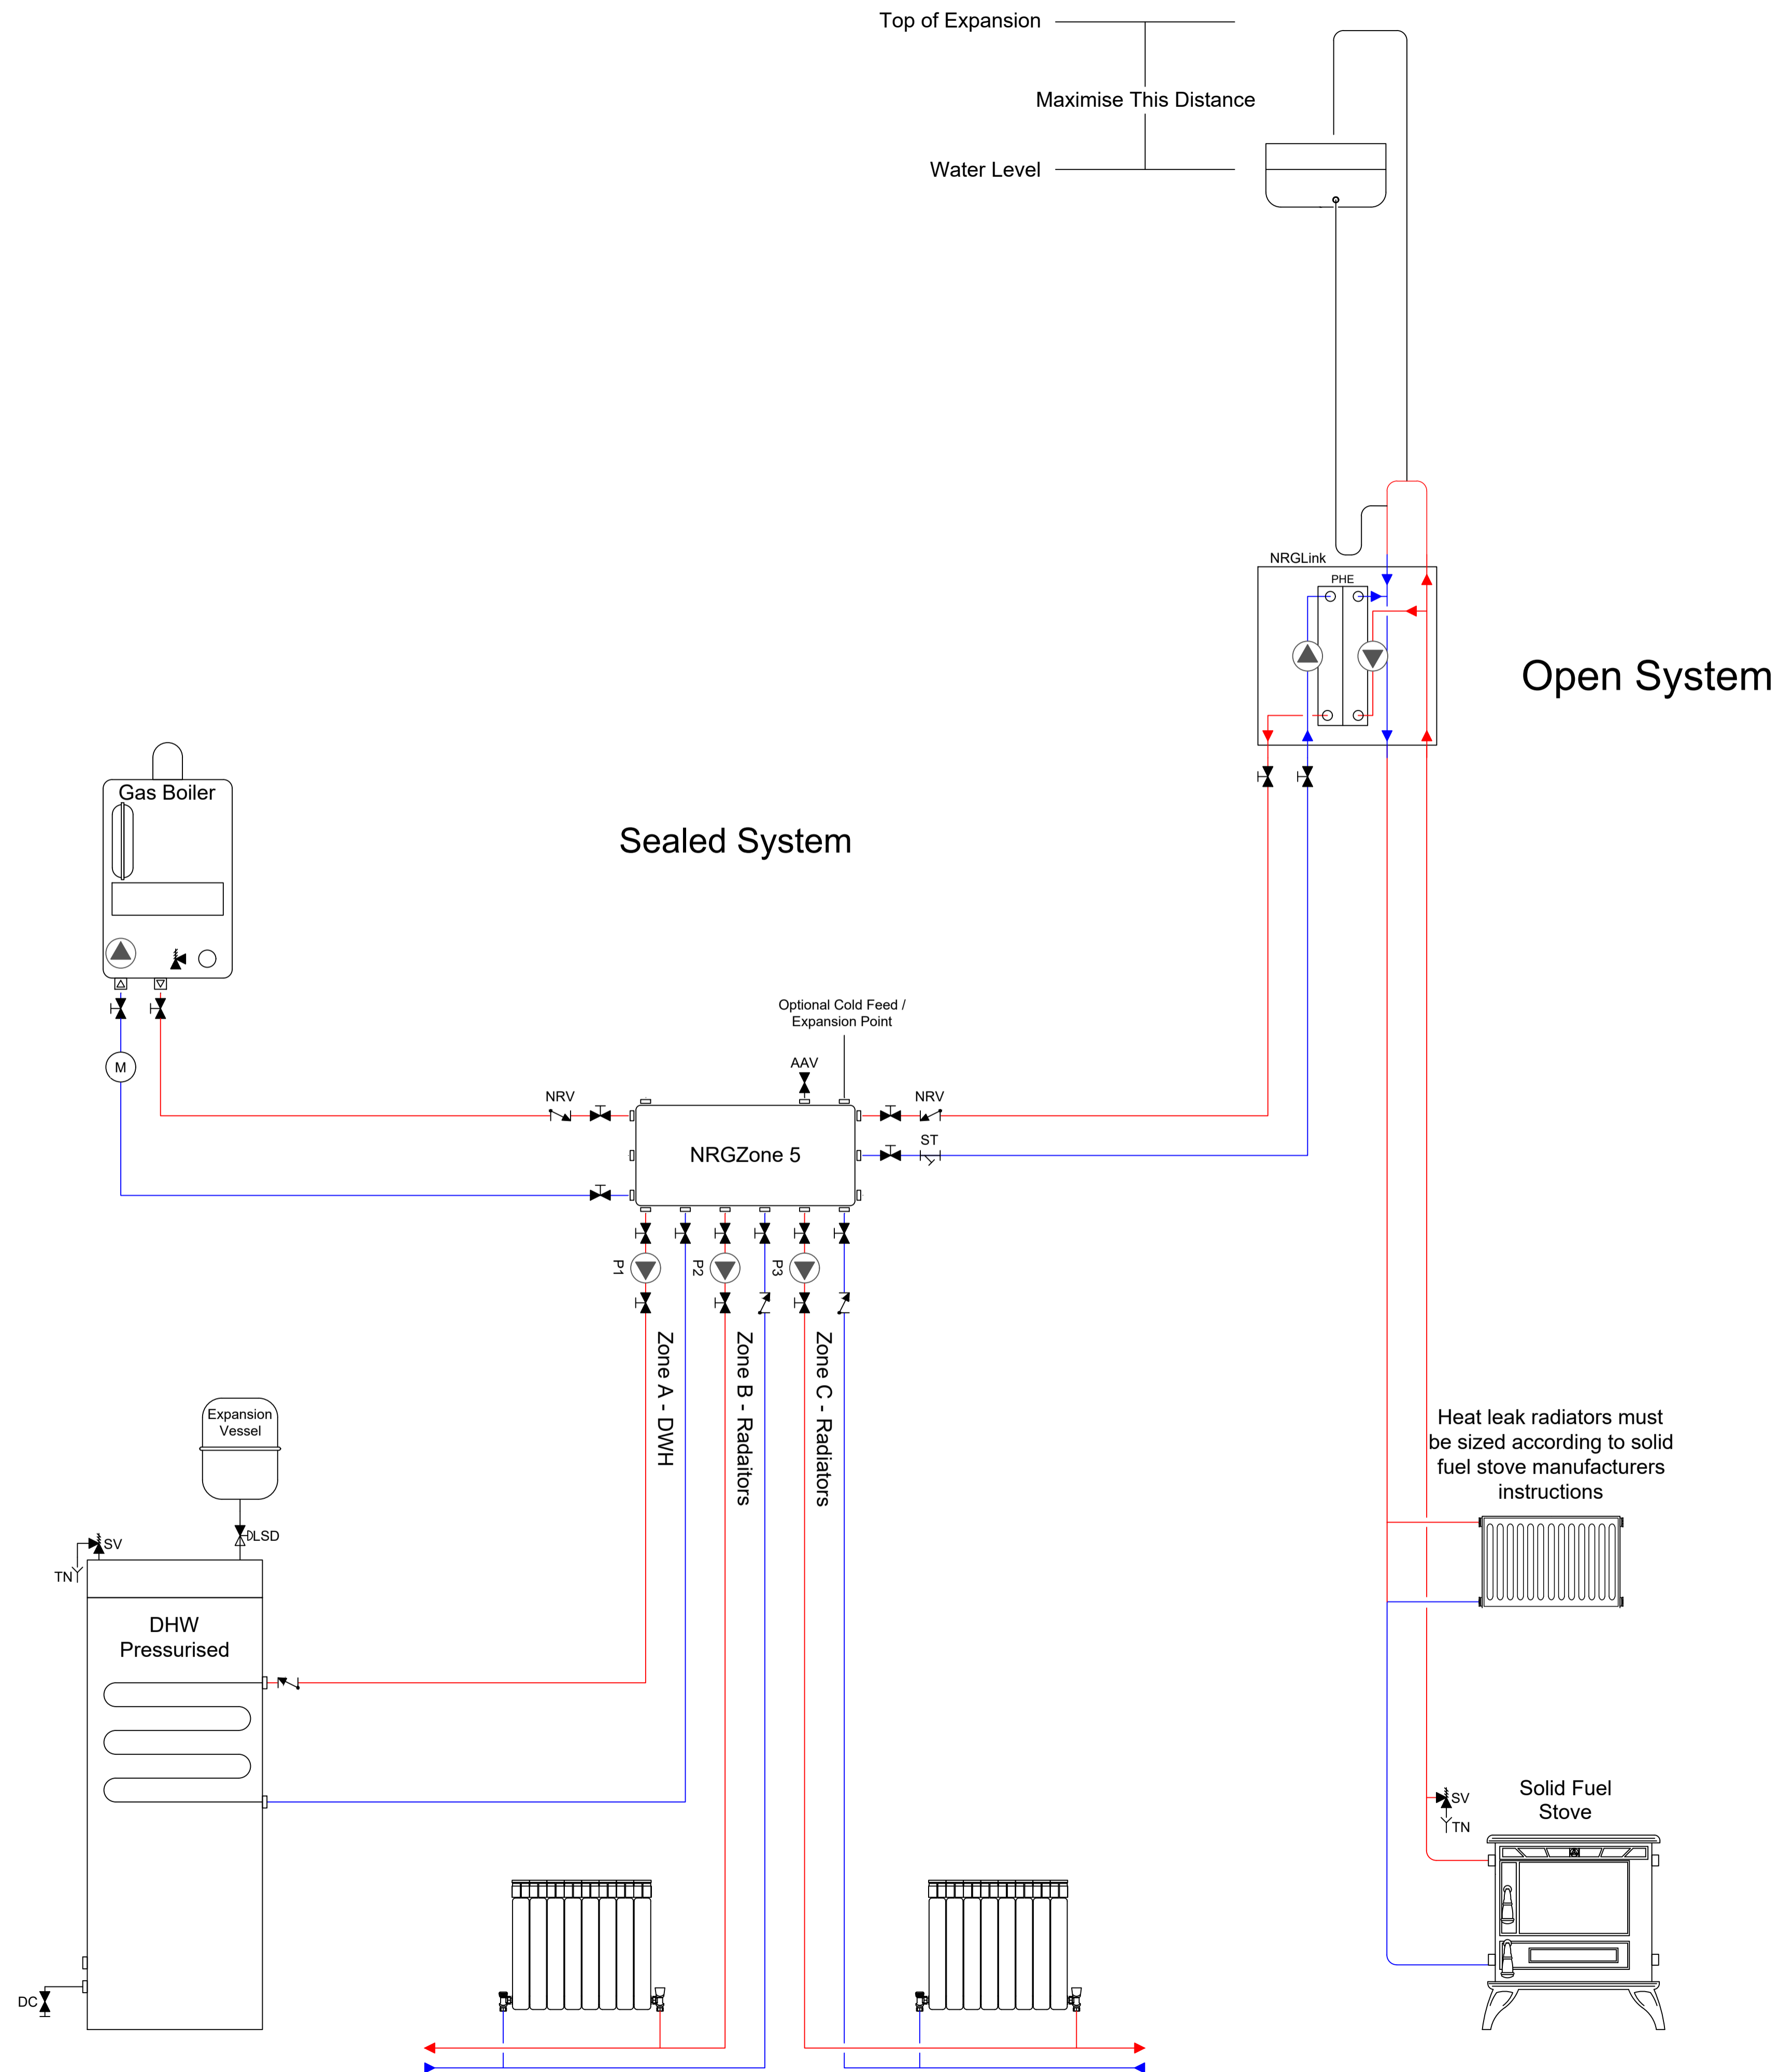 Top of Expansion
Maximise This Distance
Water Level
NRGLink
PHE
Open System
Gas Boiler
Sealed System
M
Optional Cold Feed /
Expansion Point
AAV
NRV
NRV
ST
NRGZone 5
P1
P2
P3
Zone A - DWH
Zone B - Radaitors
Zone C - Radiators
Expansion
Vessel
LSD
SV
TN
DHW
Pressurised
DC
Heat leak radiators must
be sized according to solid
fuel stove manufacturers
instructions
SV
TN
Solid Fuel
Stove